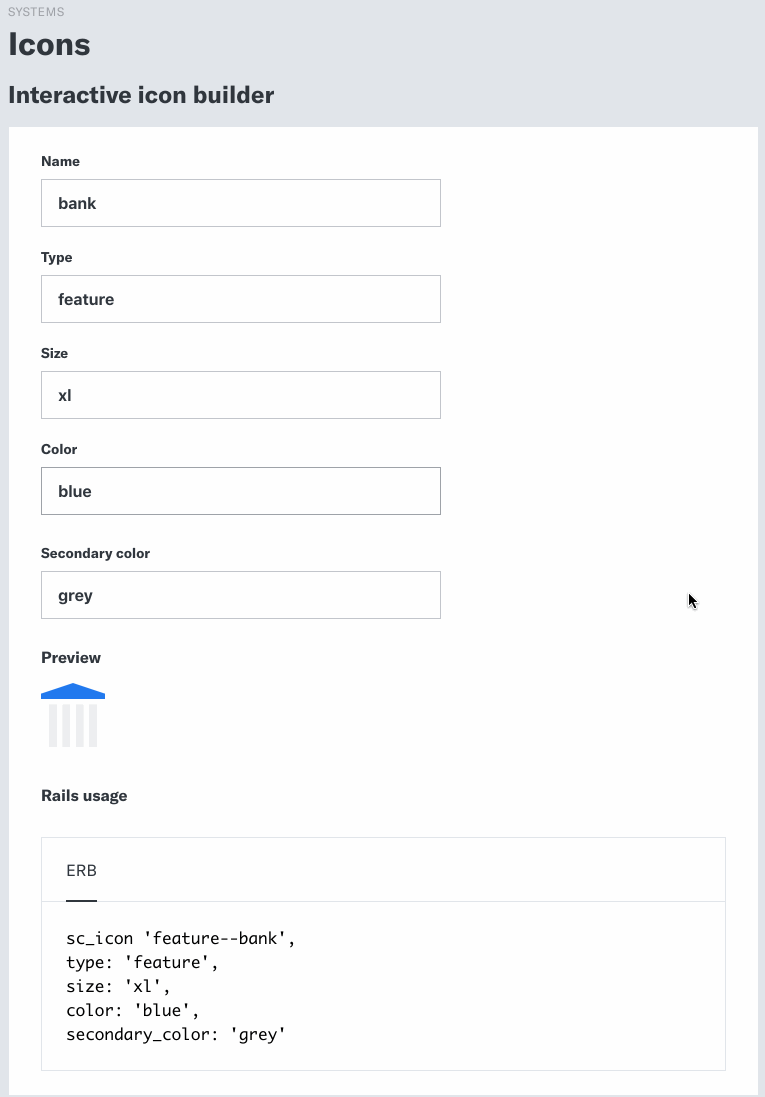 SYSTEMS
Icons
Interactive icon builder
Name
bank
Type
feature
Size
xl
Color
blue
Secondary color
grey
Preview
Rails usage
ERB
sc_icon 'feature--bank',
type: 'feature',
size: 'xl',
color: 'blue',
secondary_color: 'grey'